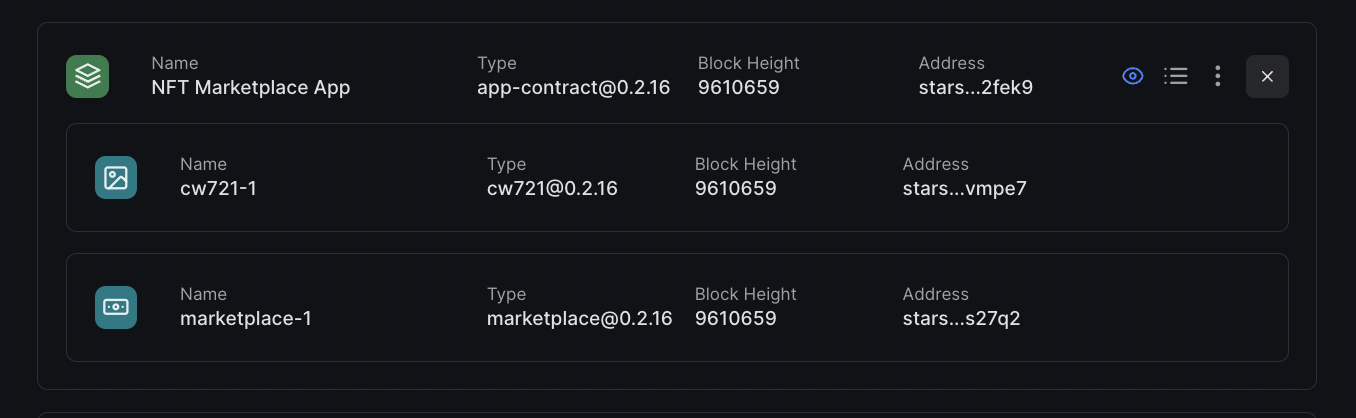 Name Type Block Height Address
NFT Marketplace App app-contract@0.2.16 9610659 stars...2fek9
Name Type Block Height Address
cw721-1 cw721@0.2.16 9610659 stars...vmpe7
Name Type Block Height Address
marketplace-1 marketplace@0.2.16 9610659 stars...s27q2